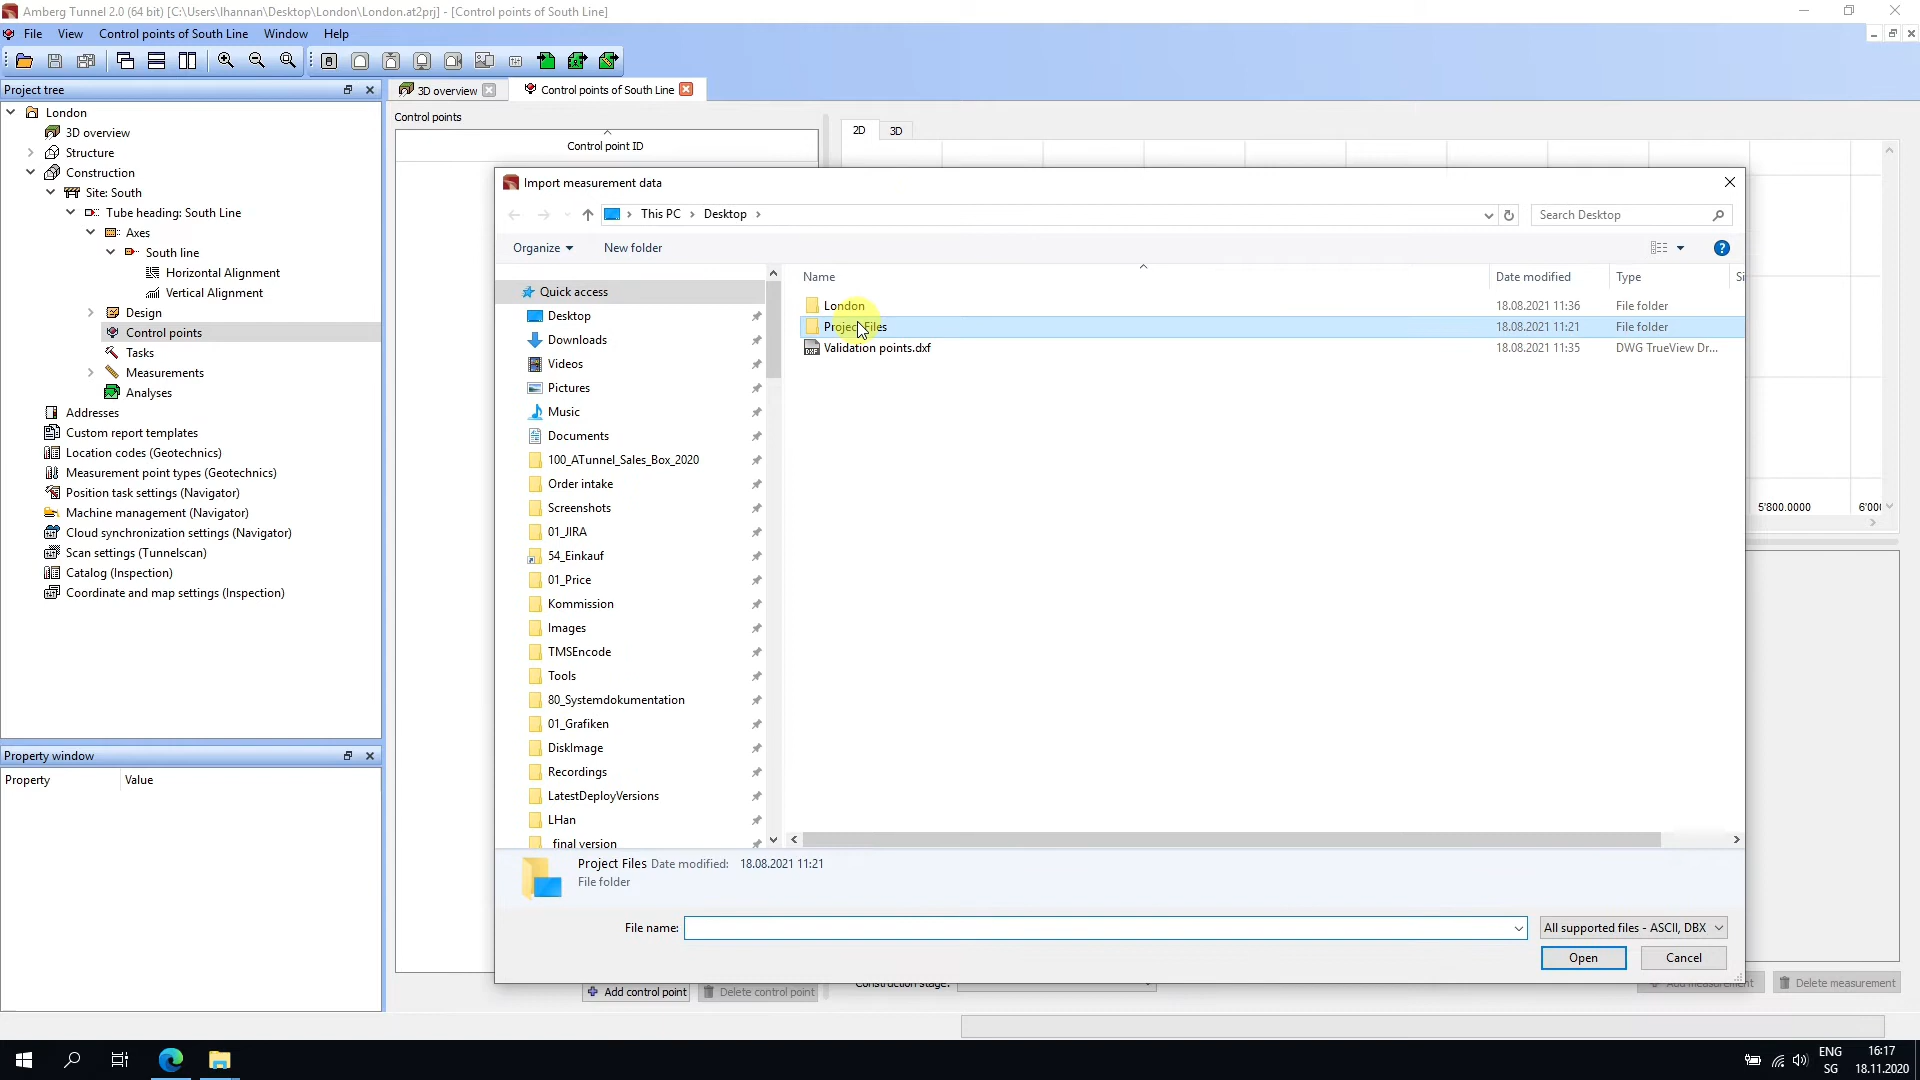 Amberg Tunnel 2.0 (64 bit) [C:\Users\lhannan\Desktop\London\London.at2prj] - [Control points of South Line]
File View Control points of South Line Window Help
Project tree
London
3D overview
Structure
Construction
Site: South
Tube heading: South Line
Axes
South line
Horizontal Alignment
Vertical Alignment
Design
Control points
Tasks
Measurements
Analyses
Addresses
Custom report templates
Location codes (Geotechnics)
Measurement point types (Geotechnics)
Position task settings (Navigator)
Machine management (Navigator)
Cloud synchronization settings (Navigator)
Scan settings (Tunnelscan)
Catalog (Inspection)
Coordinate and map settings (Inspection)
Property window
Property Value
3D overview Control points of South Line
Control points
Control point ID
2D 3D
Import measurement data
This PC Desktop
Search Desktop
Organize New folder
Quick access
Desktop
Downloads
Videos
Pictures
Music
Documents
100_ATunnel_Sales_Box_2020
Order intake
Screenshots
01_JIRA
54_Einkauf
01_Price
Kommission
Images
TMSEncode
Tools
80_Systemdokumentation
01_Grafiken
DiskImage
Recordings
LatestDeployVersions
LHan
final version
Name Date modified Type Si
London 18.08.2021 11:36 File folder
Project Files 18.08.2021 11:21 File folder
Validation points.dxf 18.08.2021 11:35 DWG TrueView Dr...
Project Files Date modified: 18.08.2021 11:21
File folder
File name: All supported files - ASCII, DBX
Open Cancel
5'800.0000 6'00
Add control point Delete control point
Construction stage: Add measurement Delete measurement
ENG 16:17
SG 18.11.2020